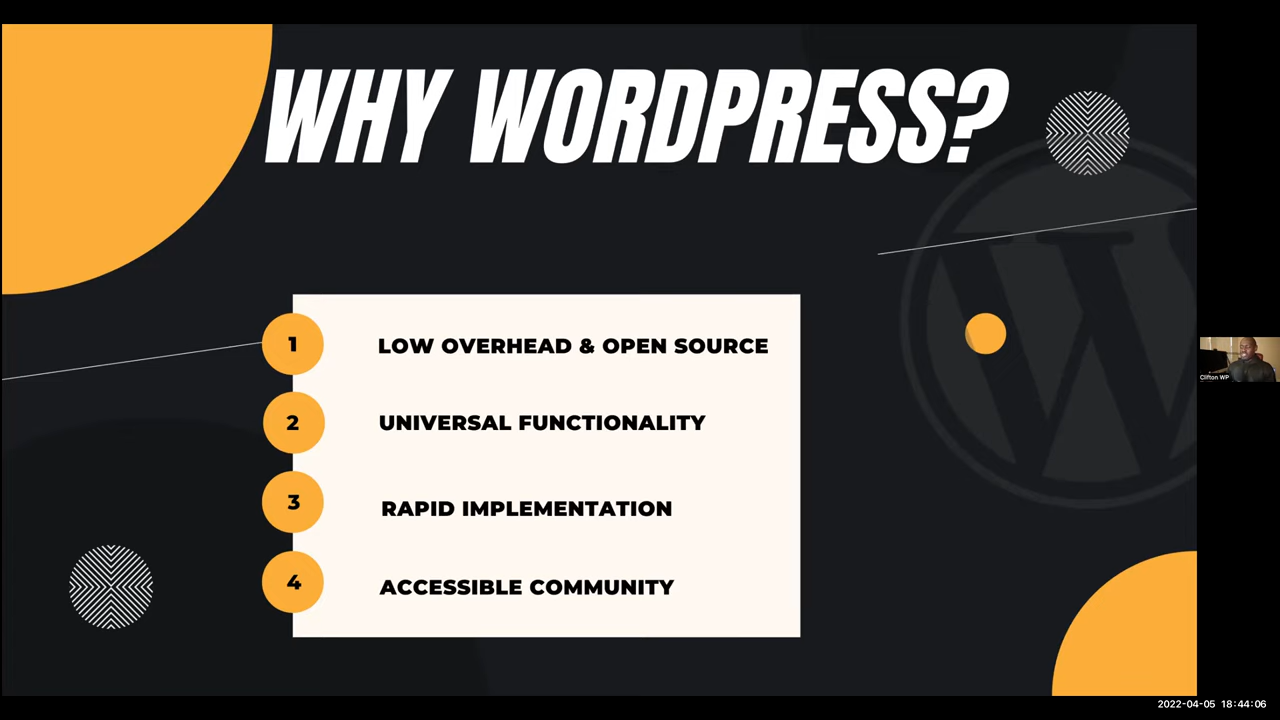 WHY WORDPRESS?
1 LOW OVERHEAD & OPEN SOURCE
2 UNIVERSAL FUNCTIONALITY
3 RAPID IMPLEMENTATION
4 ACCESSIBLE COMMUNITY
W
Clifton WP
2022-04-05 18:44:06